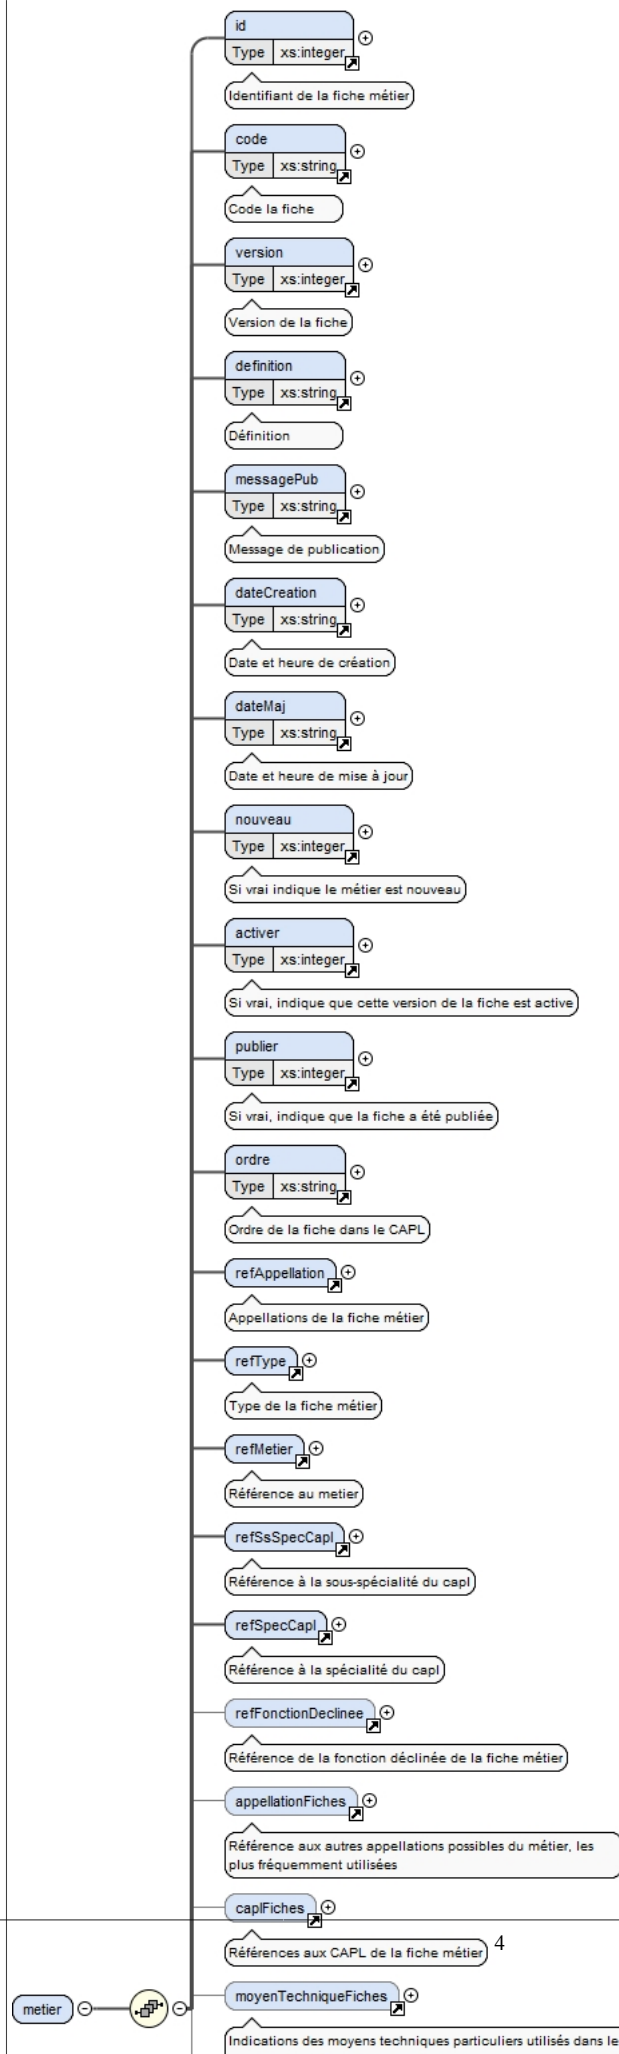 id
Type xs:integer
Identifiant de la fiche métier
code
Type xs:string
Code la fiche
version
Type xs:integer
Version de la fiche
definition
Type xs:string
Définition
messagePub
Type xs:string
Message de publication
dateCreation
Type xs:string
Date et heure de création
dateMaj
Type xs:string
Date et heure de mise à jour
nouveau
Type xs:integer
Si vrai indique le métier est nouveau
activer
Type xs:integer
Si vrai, indique que cette version de la fiche est active
publier
Type xs:integer
Si vrai, indique que la fiche a été publiée
ordre
Type xs:string
Ordre de la fiche dans le CAPL
refAppellation
Appellations de la fiche métier
refType
Type de la fiche métier
refMetier
Référence au metier
refSsSpecCapl
Référence à la sous-spécialité du capl
refSpecCapl
Référence à la spécialité du capl
refFonctionDeclinee
Référence de la fonction déclinée de la fiche métier
appellationFiches
Référence aux autres appellations possibles du métier, les
plus fréquemment utilisées
caplFiches
Références aux CAPL de la fiche métier
4
moyenTechniqueFiches
metier
Indications des moyens techniques particuliers utilisés dans le